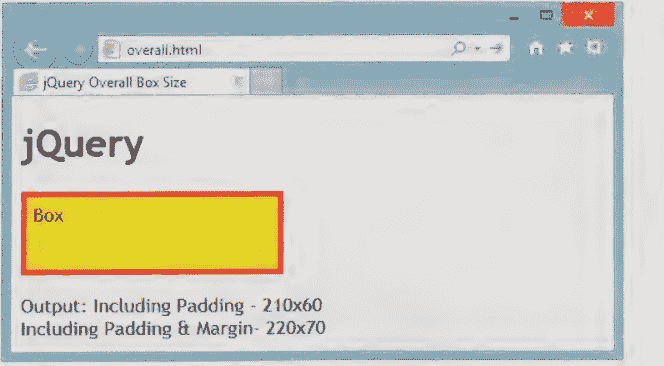 overall.html
jQuery Overall Box Size
jQuery
Box
Output: Including Padding - 210x60
Including Padding & Margin- 220x70